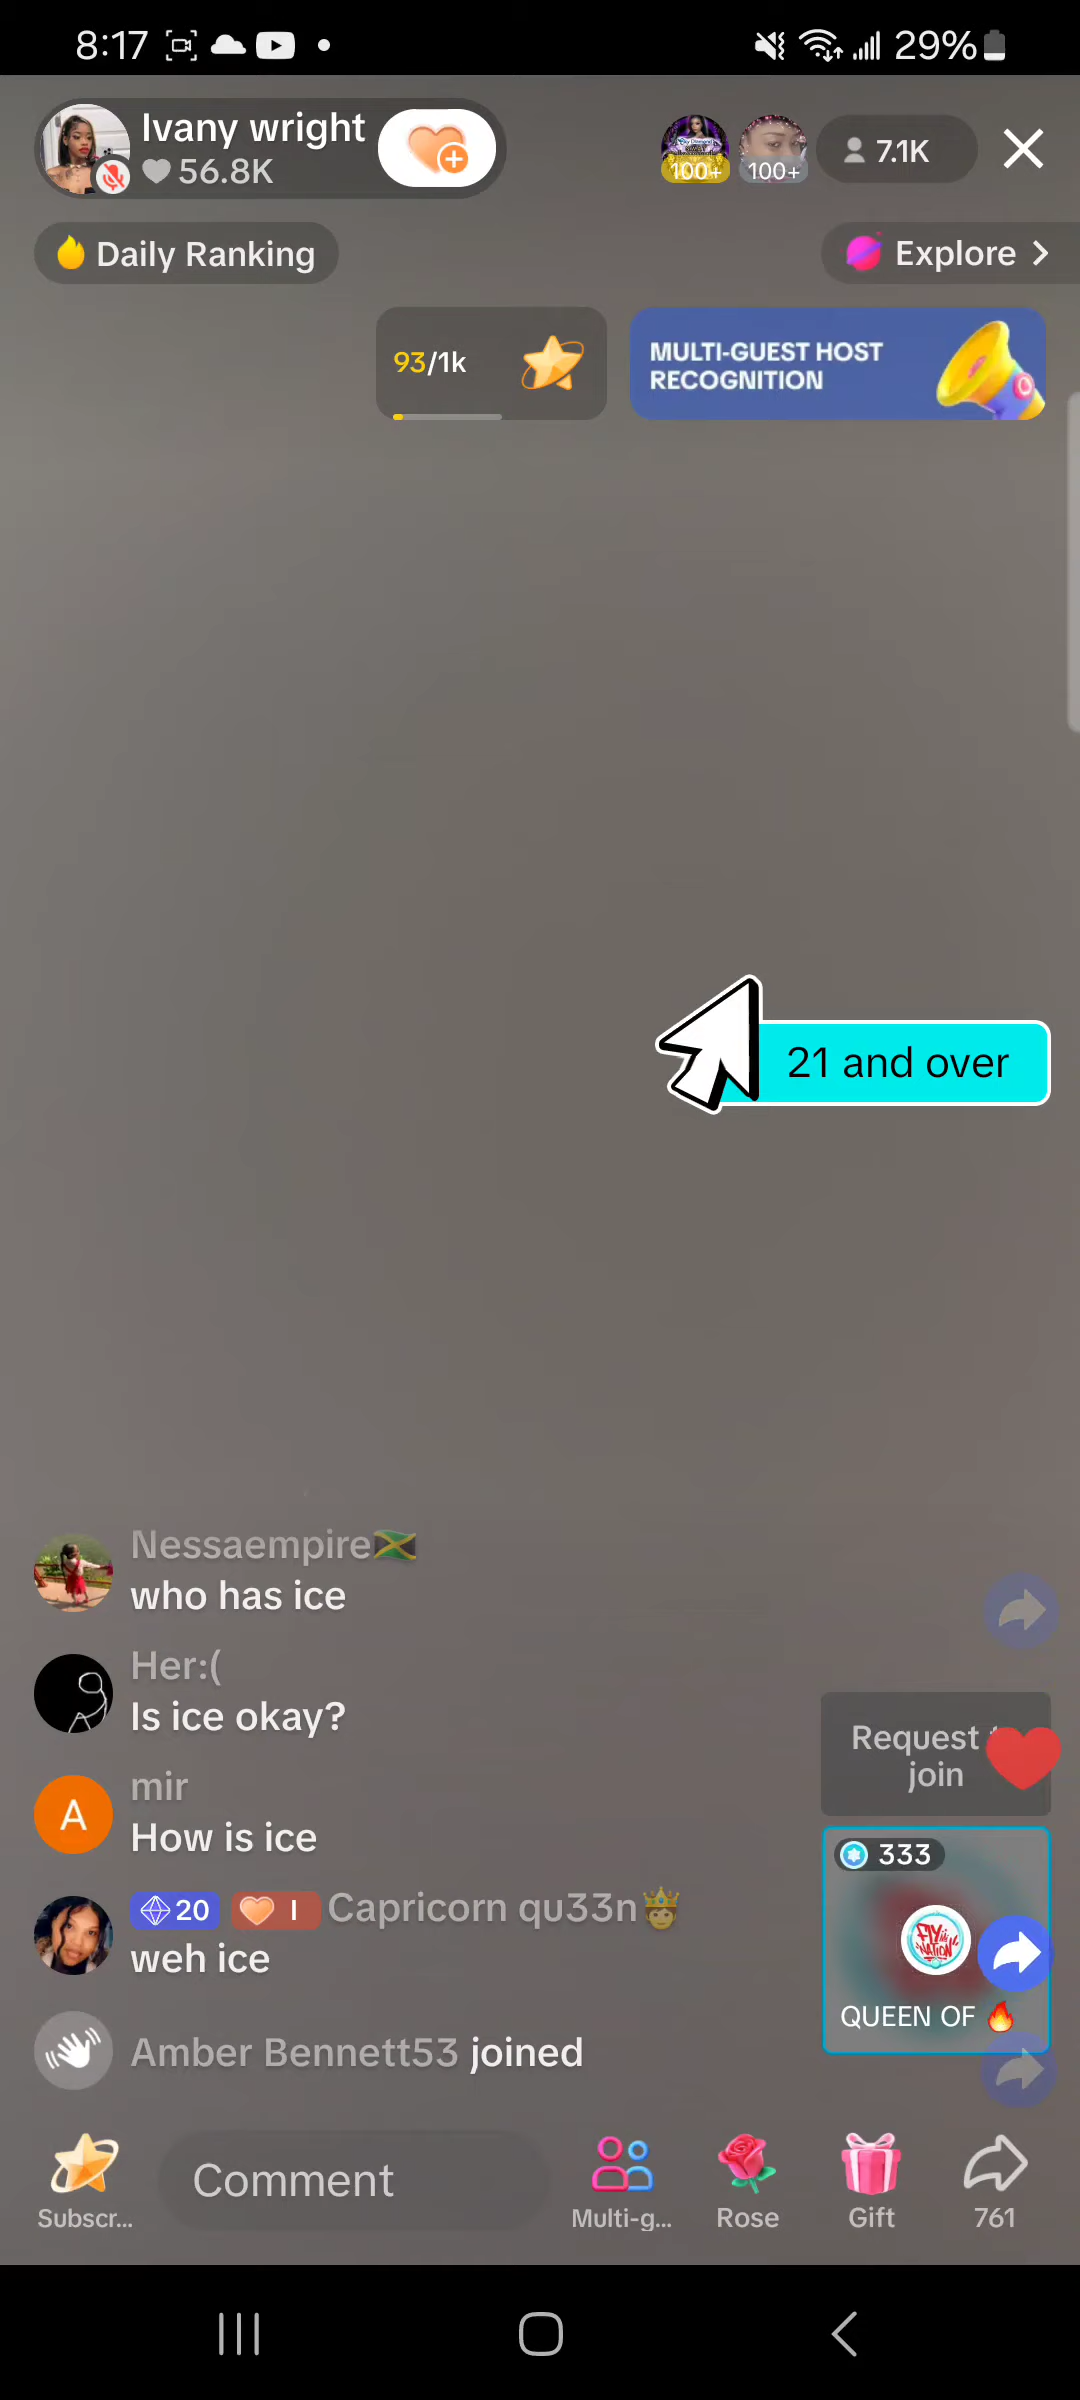 8:17
29%
Ivany wright
56.8K
100+
100+
7.1K
Daily Ranking
Explore
93/1k
MULTI-GUEST HOST
RECOGNITION
21 and over
Nessaempire
who has ice
Her:(
Is ice okay?
mir
A
How is ice
20 I Capricorn qu33n
weh ice
Amber Bennett53 joined
Request
join
333
FLY
NATION
QUEEN OF 🔥
Subscr...
Comment
Multi-g...
Rose
Gift
761